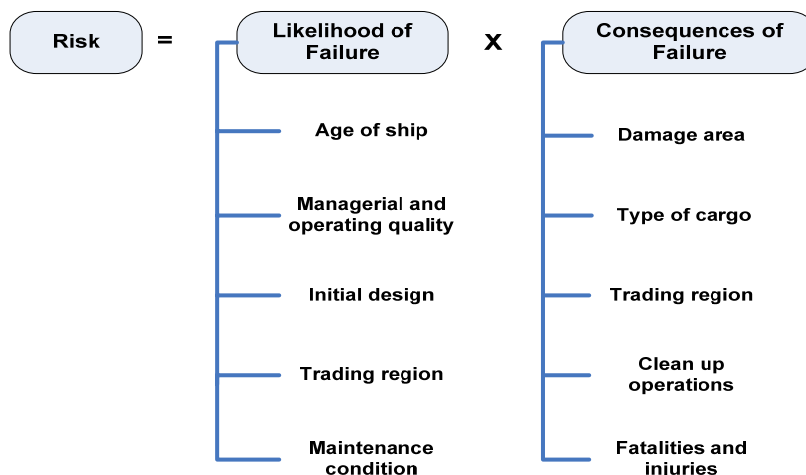 Risk
=
Likelihood of
Failure
X
Consequences of
Failure
Age of ship
Managerial and
operating quality
Initial design
Trading region
Maintenance
condition
Damage area
Type of cargo
Trading region
Clean up
operations
Fatalities and
injuries